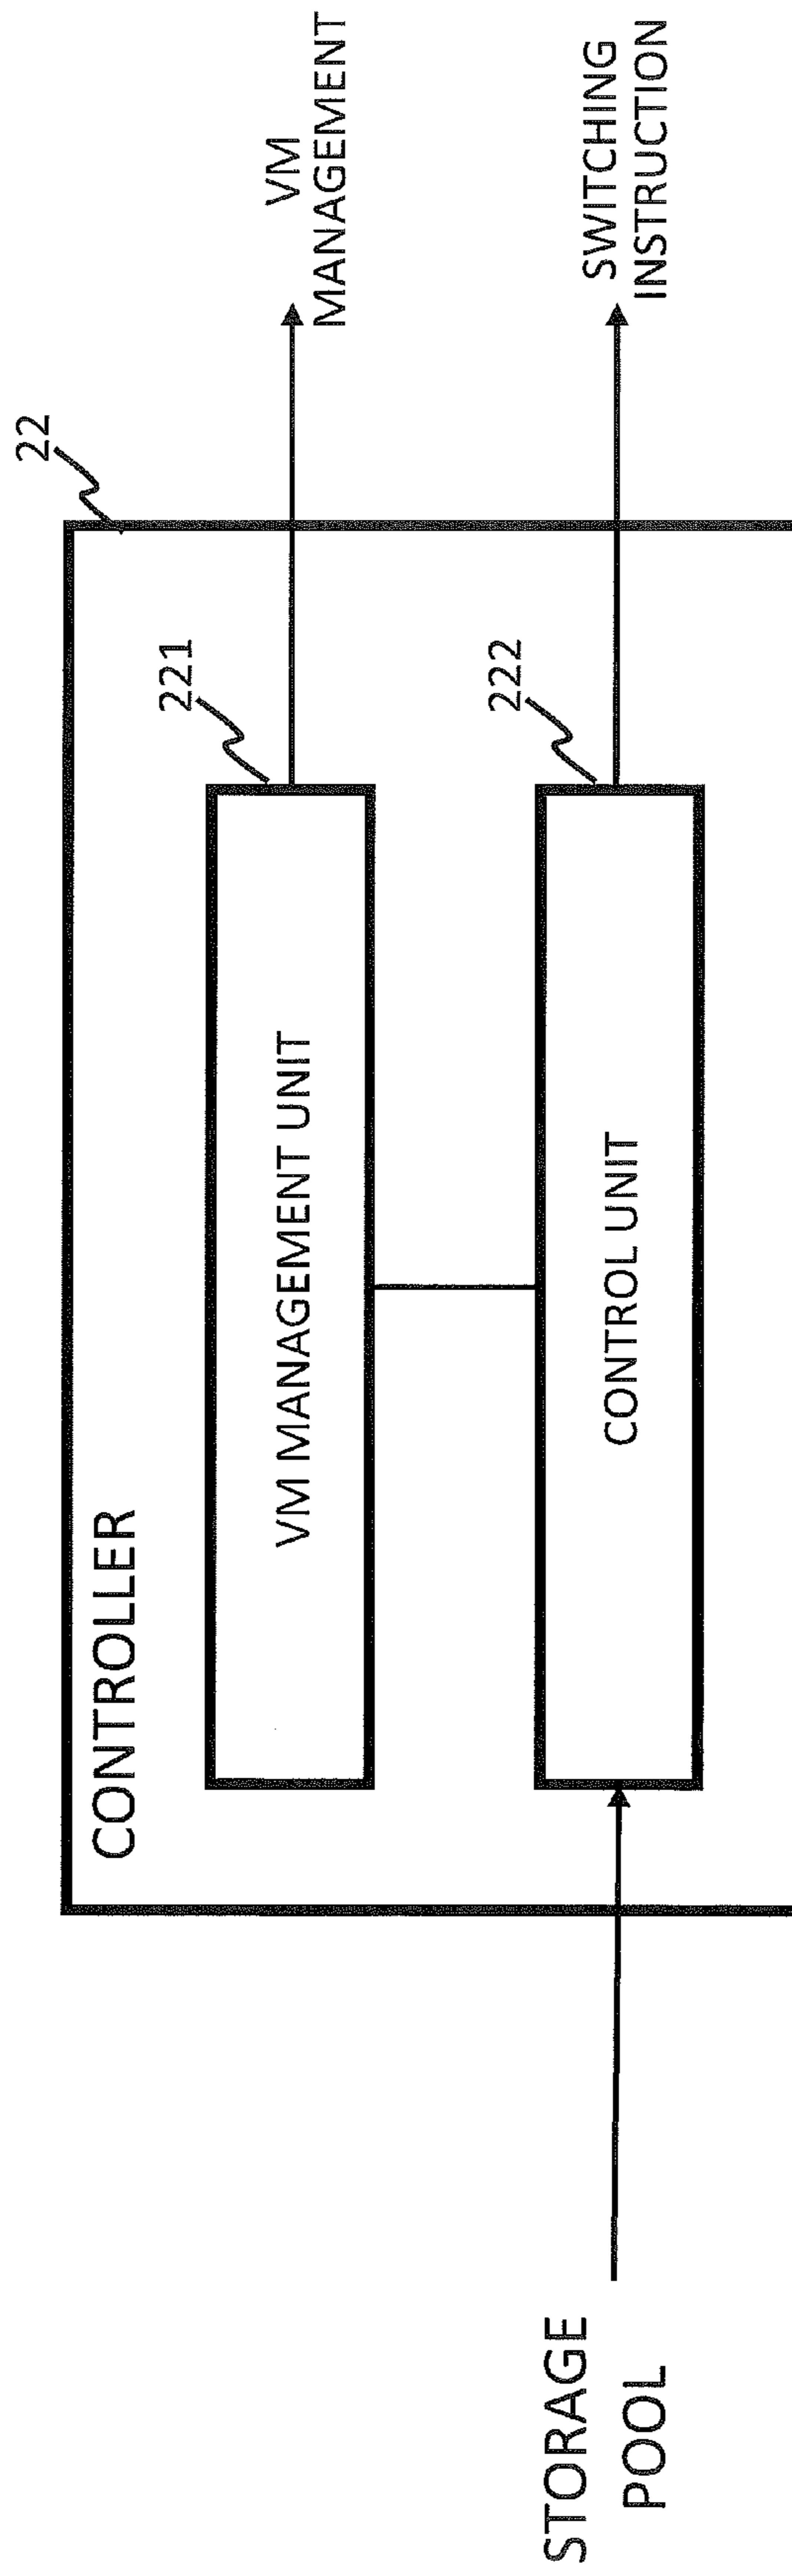 22
CONTROLLER
221
VM MANAGEMENT UNIT
VM
MANAGEMENT
222
CONTROL UNIT
STORAGE
POOL
SWITCHING
INSTRUCTION